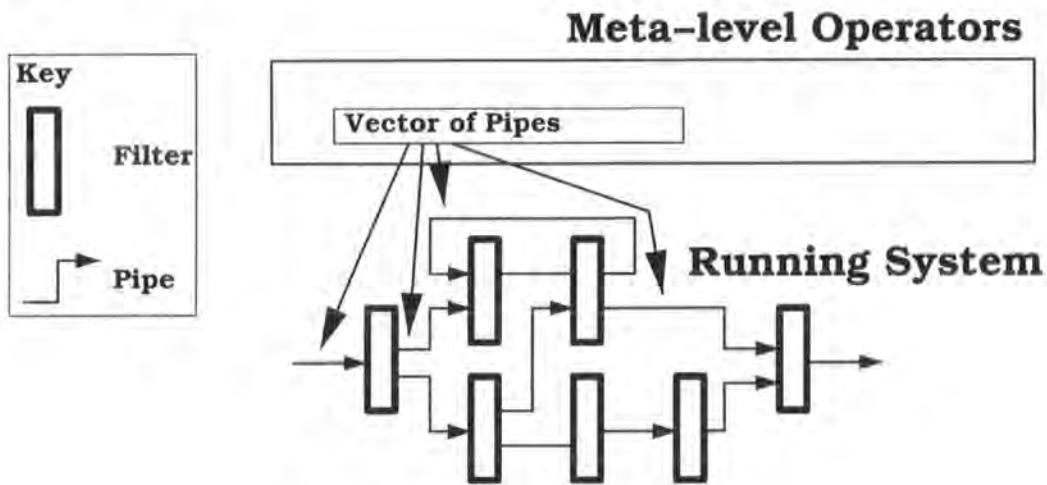 Meta-level Operators
Key
Filter
Pipe
Vector of Pipes
Running System